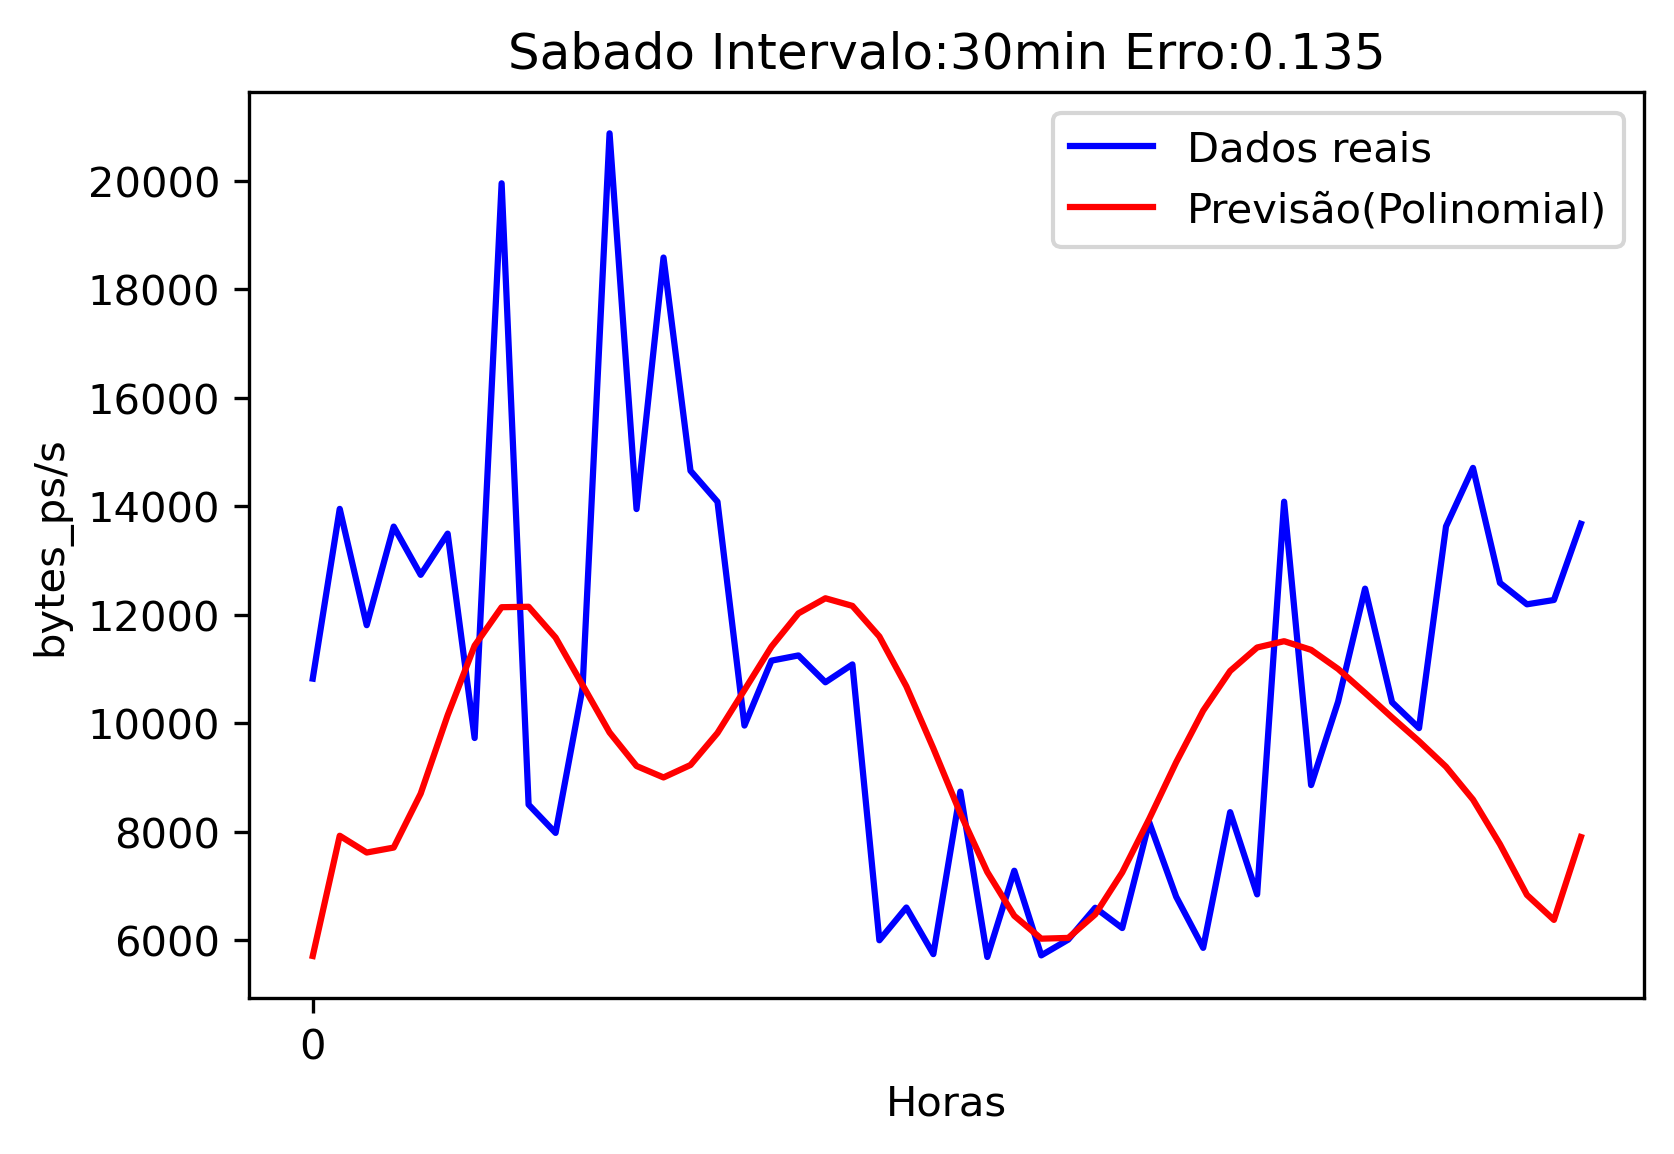 Sabado Intervalo:30min Erro:0.135
Dados reais
Previsão(Polinomial)
20000
18000
16000
14000
12000
10000
8000
6000
bytes_ps/s
0
Horas